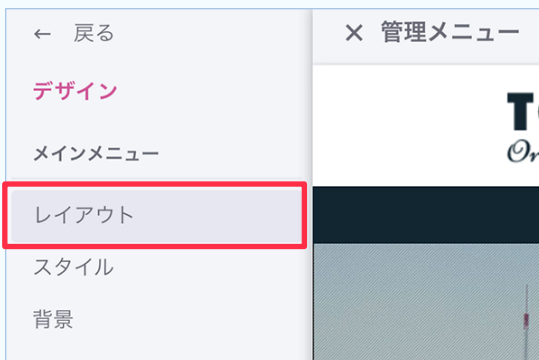 ← 戻る
デザイン
メインメニュー
レイアウト
スタイル
背景
× 管理メニュー